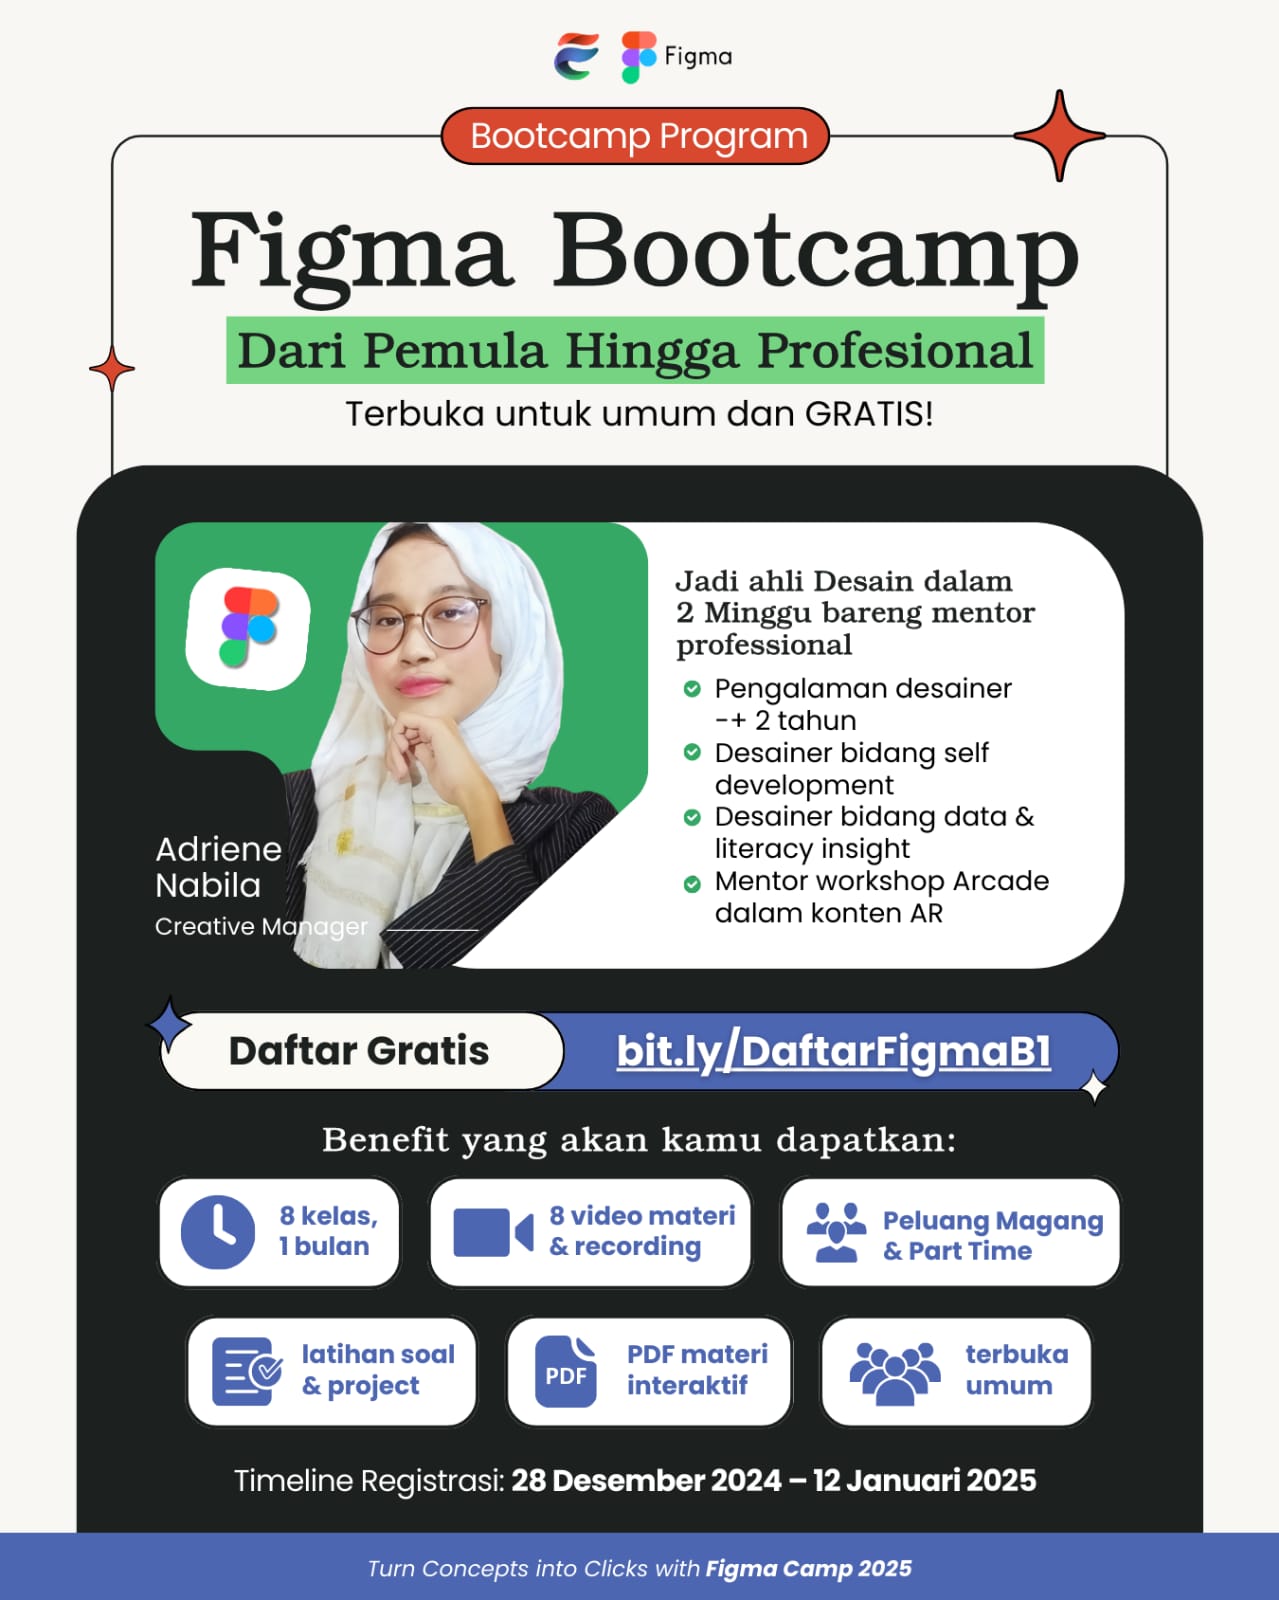 Figma
Bootcamp Program
Figma Bootcamp
Dari Pemula Hingga Profesional
Terbuka untuk umum dan GRATIS!
Jadi ahli Desain dalam
2 Minggu bareng mentor
professional
Pengalaman desainer
-+ 2 tahun
Desainer bidang self
development
Desainer bidang data &
literacy insight
Mentor workshop Arcade
dalam konten AR
Adriene
Nabila
Creative Manager
Daftar Gratis
bit.ly/DaftarFigmaB1
Benefit yang akan kamu dapatkan:
8 kelas,
1 bulan
8 video materi
& recording
Peluang Magang
& Part Time
latihan soal
& project
PDF
PDF materi
interaktif
terbuka
umum
Timeline Registrasi: 28 Desember 2024 – 12 Januari 2025
Turn Concepts into Clicks with Figma Camp 2025